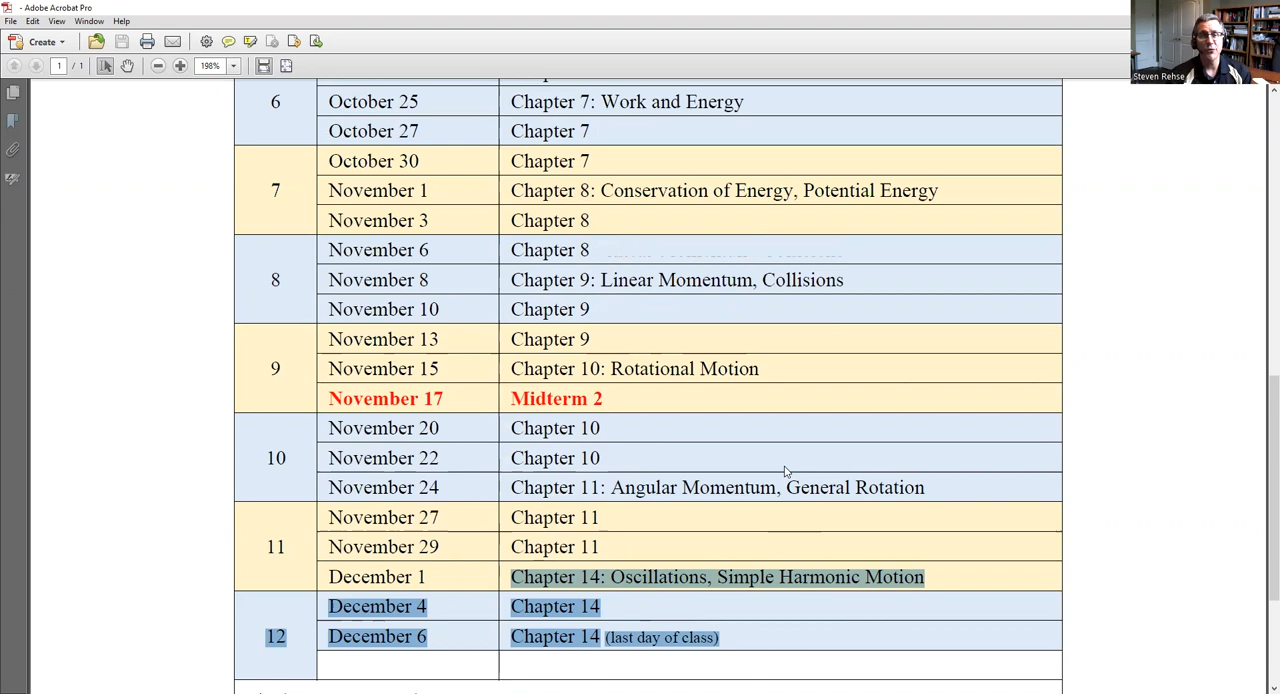 - Adobe Acrobat Pro
File Edit View Window Help
Create
1 / 1 198%
Steven Rehse
6 October 25 Chapter 7: Work and Energy
October 27 Chapter 7
October 30 Chapter 7
7 November 1 Chapter 8: Conservation of Energy, Potential Energy
November 3 Chapter 8
November 6 Chapter 8
8 November 8 Chapter 9: Linear Momentum, Collisions
November 10 Chapter 9
November 13 Chapter 9
9 November 15 Chapter 10: Rotational Motion
November 17 Midterm 2
November 20 Chapter 10
10 November 22 Chapter 10
November 24 Chapter 11: Angular Momentum, General Rotation
November 27 Chapter 11
11 November 29 Chapter 11
December 1 Chapter 14: Oscillations, Simple Harmonic Motion
December 4 Chapter 14
12 December 6 Chapter 14 (last day of class)